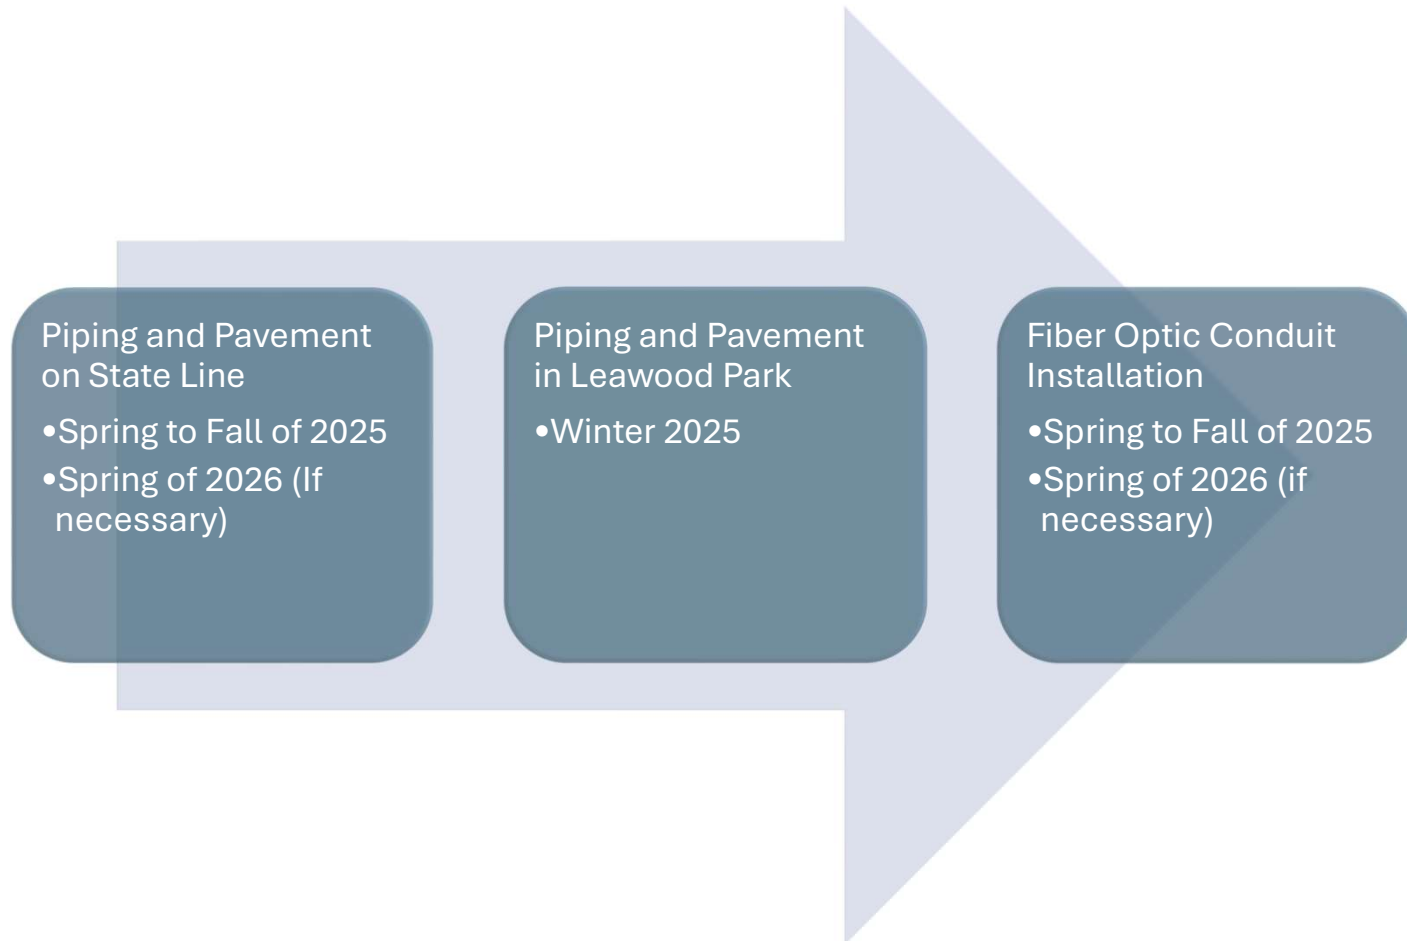 Piping and Pavement
on State Line
•Spring to Fall of 2025
•Spring of 2026 (If
necessary)
Piping and Pavement
in Leawood Park
•Winter 2025
Fiber Optic Conduit
Installation
•Spring to Fall of 2025
•Spring of 2026 (if
necessary)